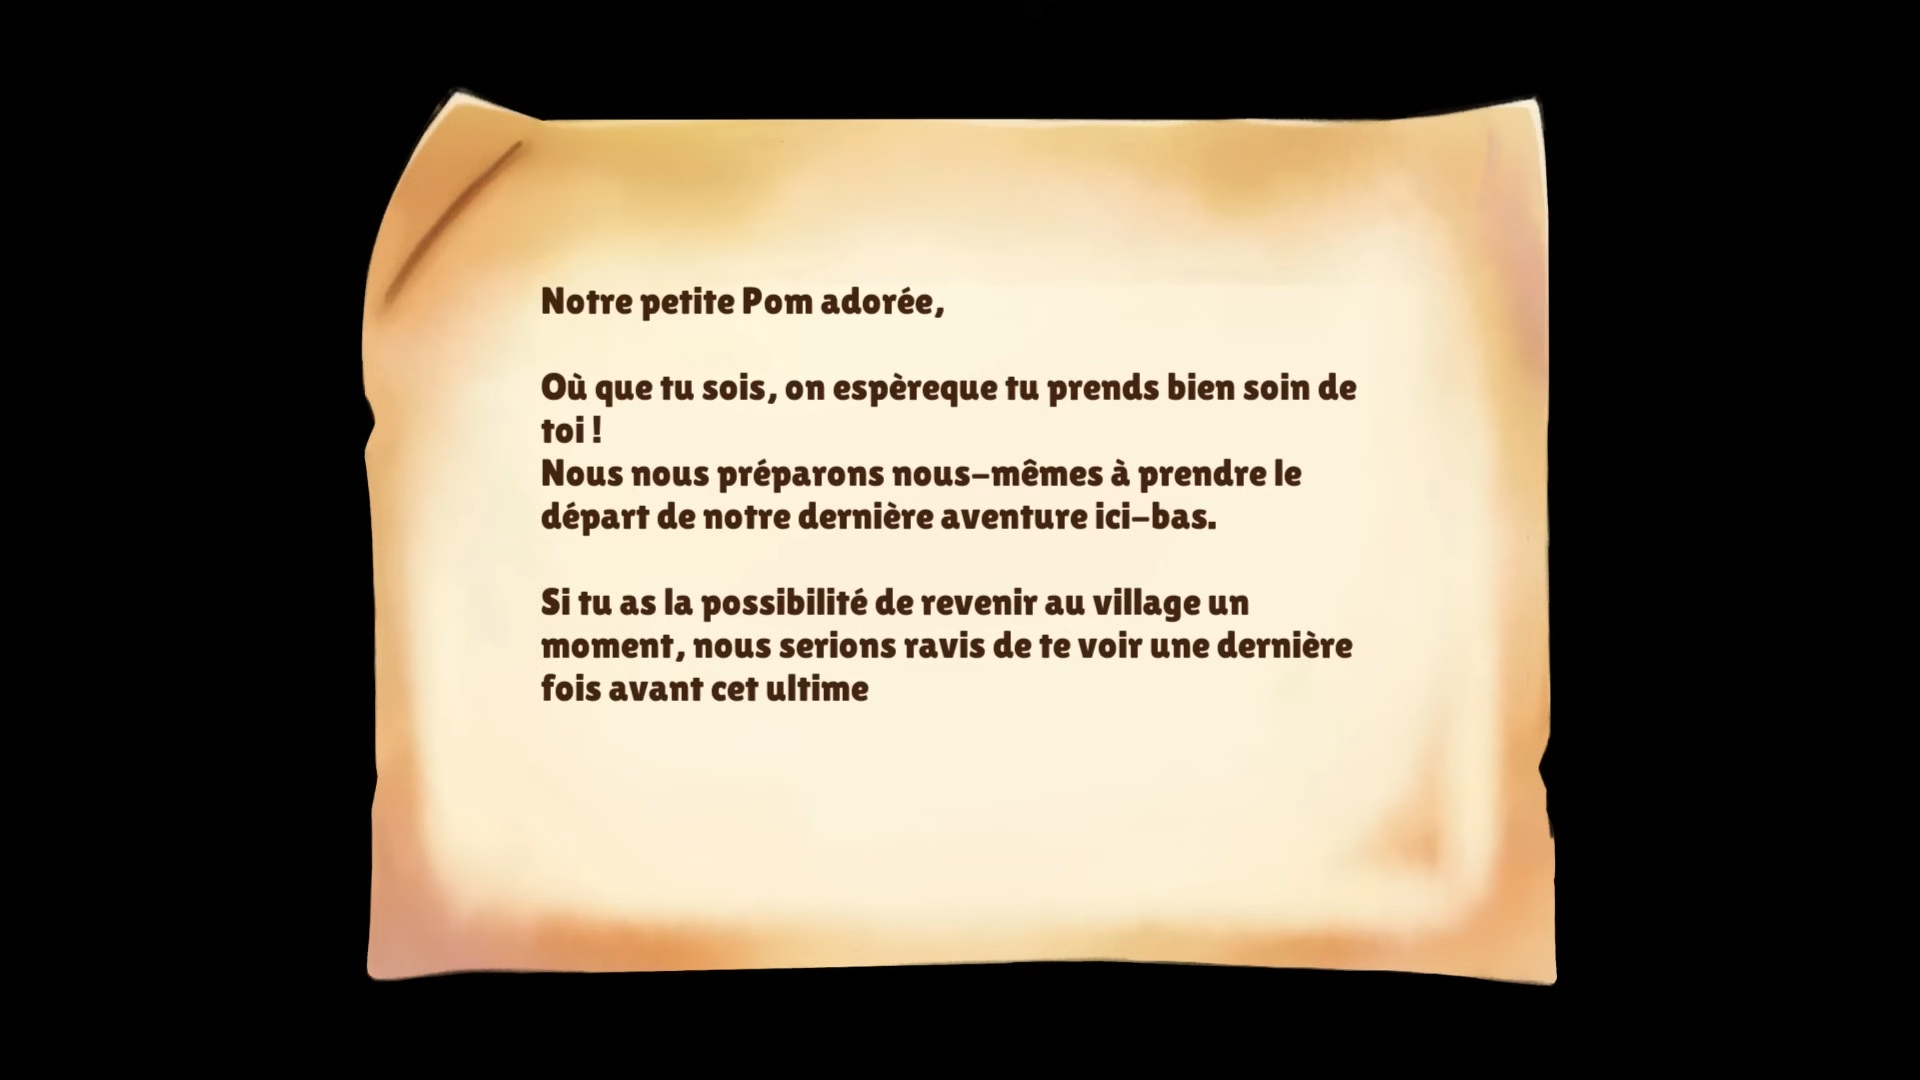 Notre petite Pom adorée,
Où que tu sois, on espèreque tu prends bien soin de
toi !
Nous nous préparons nous-mêmes à prendre le
départ de notre dernière aventure ici-bas.
Si tu as la possibilité de revenir au village un
moment, nous serions ravis de te voir une dernière
fois avant cet ultime